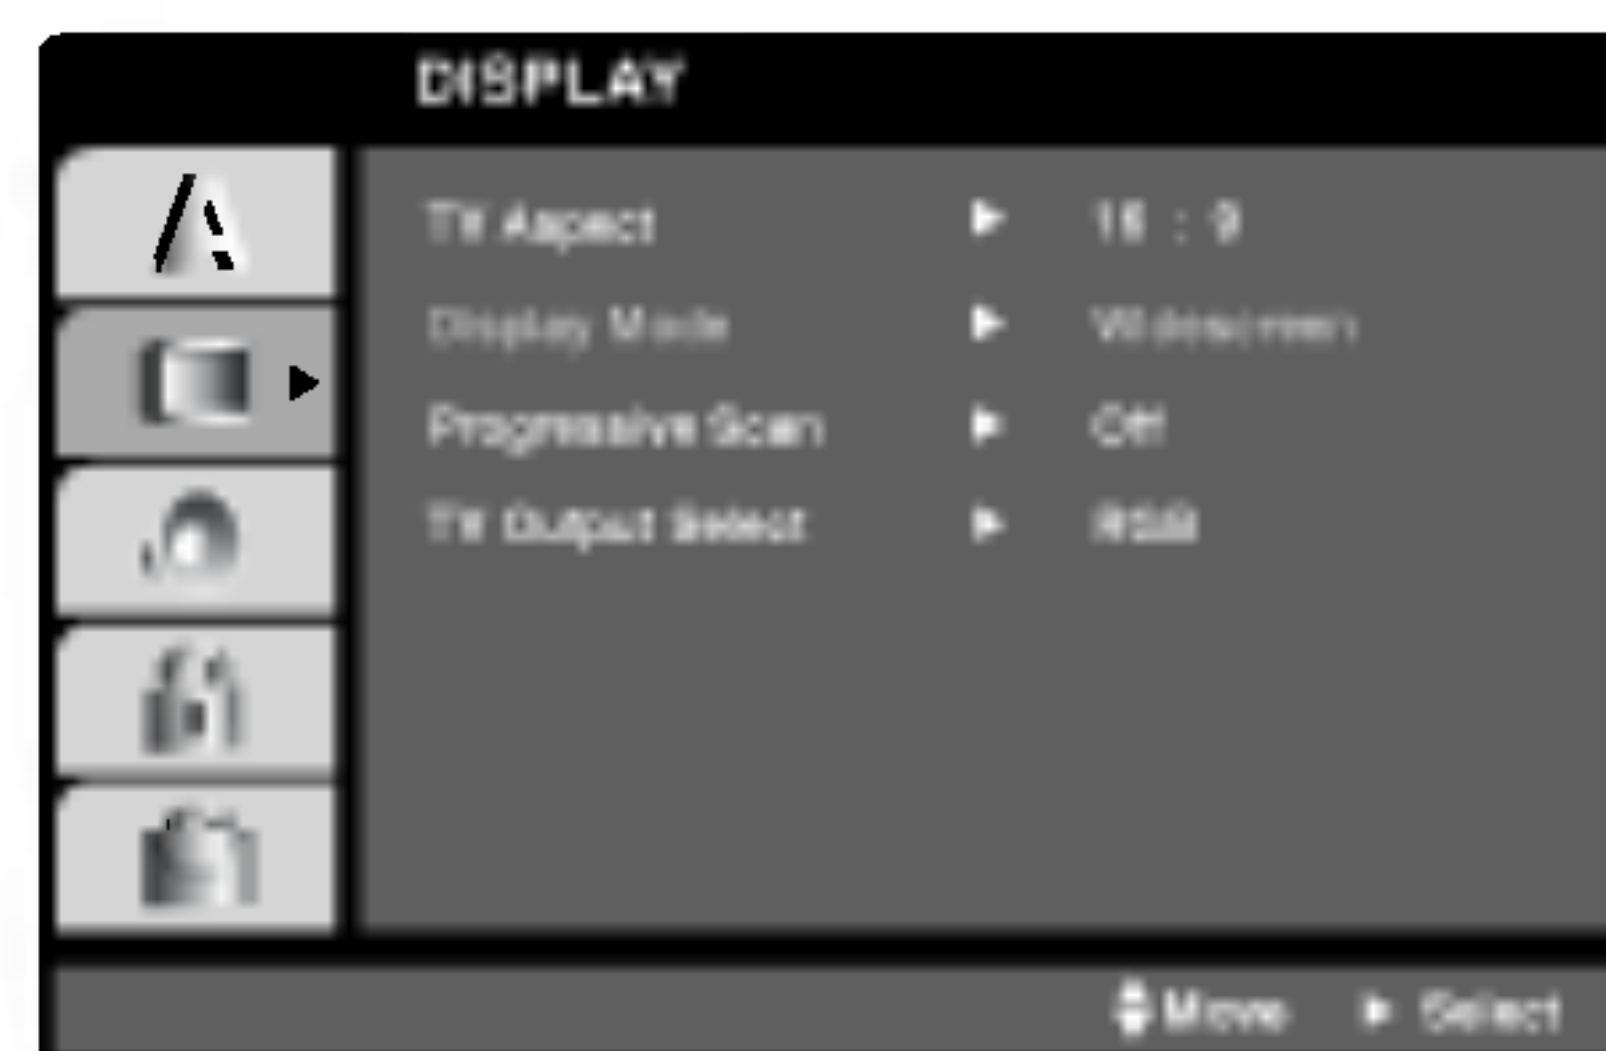 DISPLAY
TV Aspect ► 16 : 9
Display Mode ► Widescreen
Progressive Scan ► Off
TV Output Select ► RGB
Move ► Select